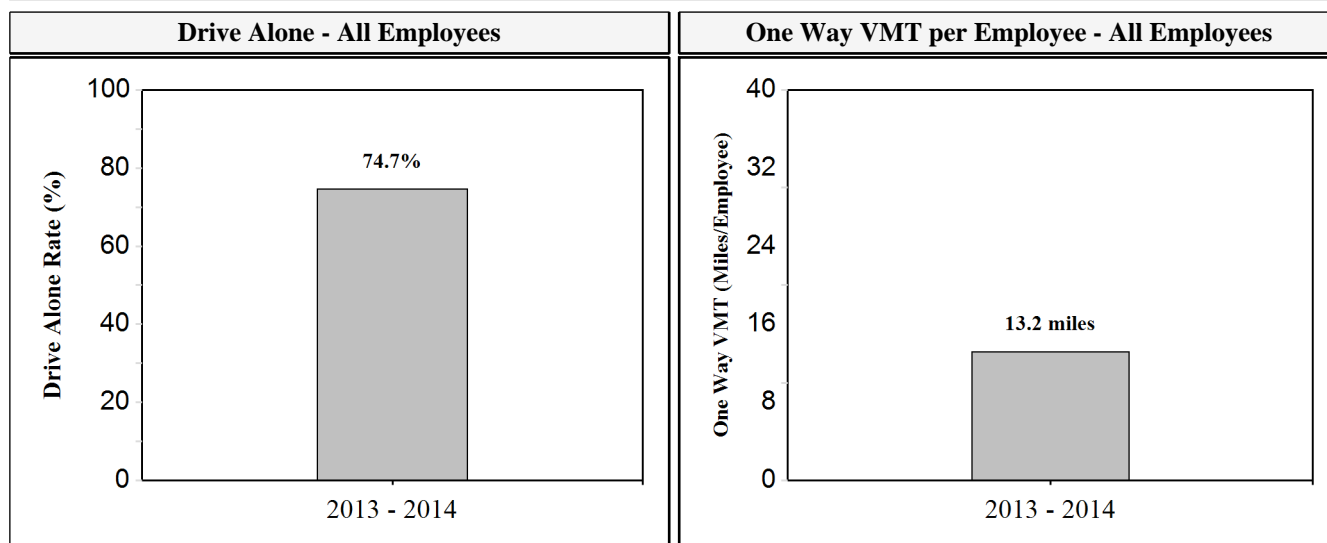 Drive Alone - All Employees
One Way VMT per Employee - All Employees
Drive Alone Rate (%)
100
80
60
40
20
0
74.7%
2013 - 2014
One Way VMT (Miles/Employee)
40
32
24
16
8
0
13.2 miles
2013 - 2014